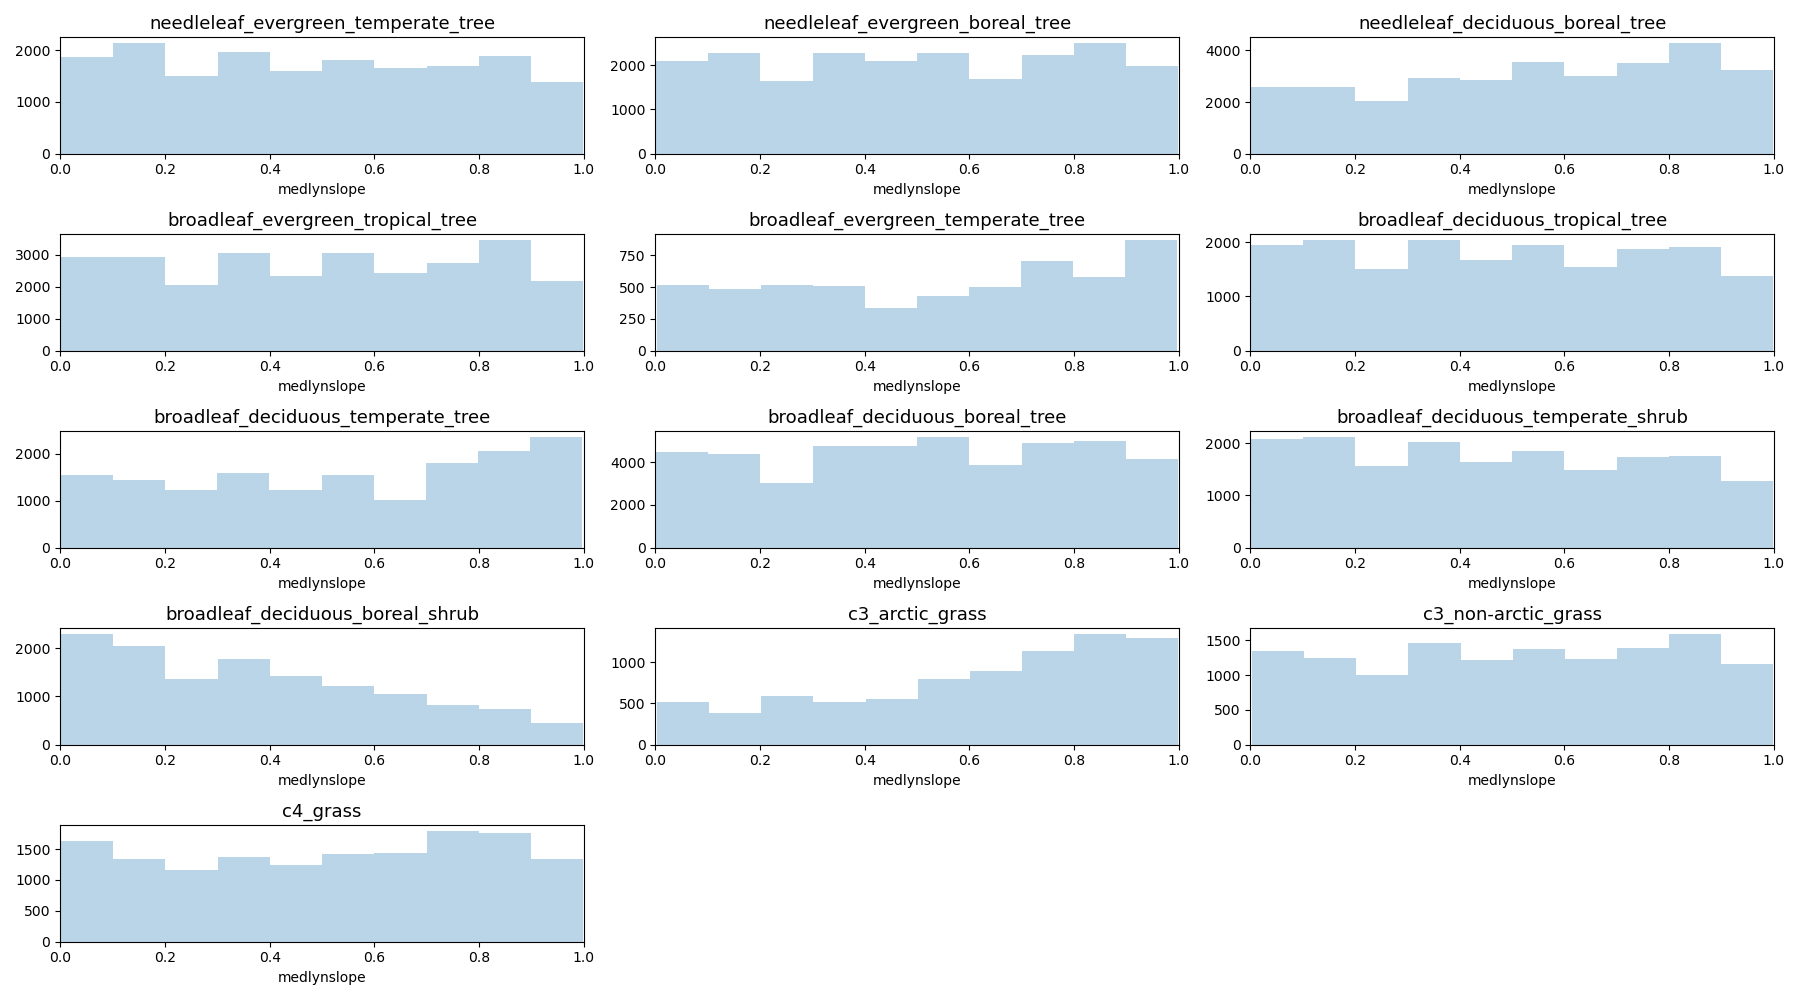 needleleaf_evergreen_temperate_tree
2000
1000
0
0.0 0.2 0.4 0.6 0.8 1.0
medlynslope
needleleaf_evergreen_boreal_tree
2000
1000
0
0.0 0.2 0.4 0.6 0.8 1.0
medlynslope
needleleaf_deciduous_boreal_tree
4000
2000
0
0.0 0.2 0.4 0.6 0.8 1.0
medlynslope
broadleaf_evergreen_tropical_tree
3000
2000
1000
0
0.0 0.2 0.4 0.6 0.8 1.0
medlynslope
broadleaf_evergreen_temperate_tree
750
500
250
0
0.0 0.2 0.4 0.6 0.8 1.0
medlynslope
broadleaf_deciduous_tropical_tree
2000
1000
0
0.0 0.2 0.4 0.6 0.8 1.0
medlynslope
broadleaf_deciduous_temperate_tree
2000
1000
0
0.0 0.2 0.4 0.6 0.8 1.0
medlynslope
broadleaf_deciduous_boreal_tree
4000
2000
0
0.0 0.2 0.4 0.6 0.8 1.0
medlynslope
broadleaf_deciduous_temperate_shrub
2000
1000
0
0.0 0.2 0.4 0.6 0.8 1.0
medlynslope
broadleaf_deciduous_boreal_shrub
2000
1000
0
0.0 0.2 0.4 0.6 0.8 1.0
medlynslope
c3_arctic_grass
1000
500
0
0.0 0.2 0.4 0.6 0.8 1.0
medlynslope
c3_non-arctic_grass
1500
1000
500
0
0.0 0.2 0.4 0.6 0.8 1.0
medlynslope
c4_grass
1500
1000
500
0
0.0 0.2 0.4 0.6 0.8 1.0
medlynslope